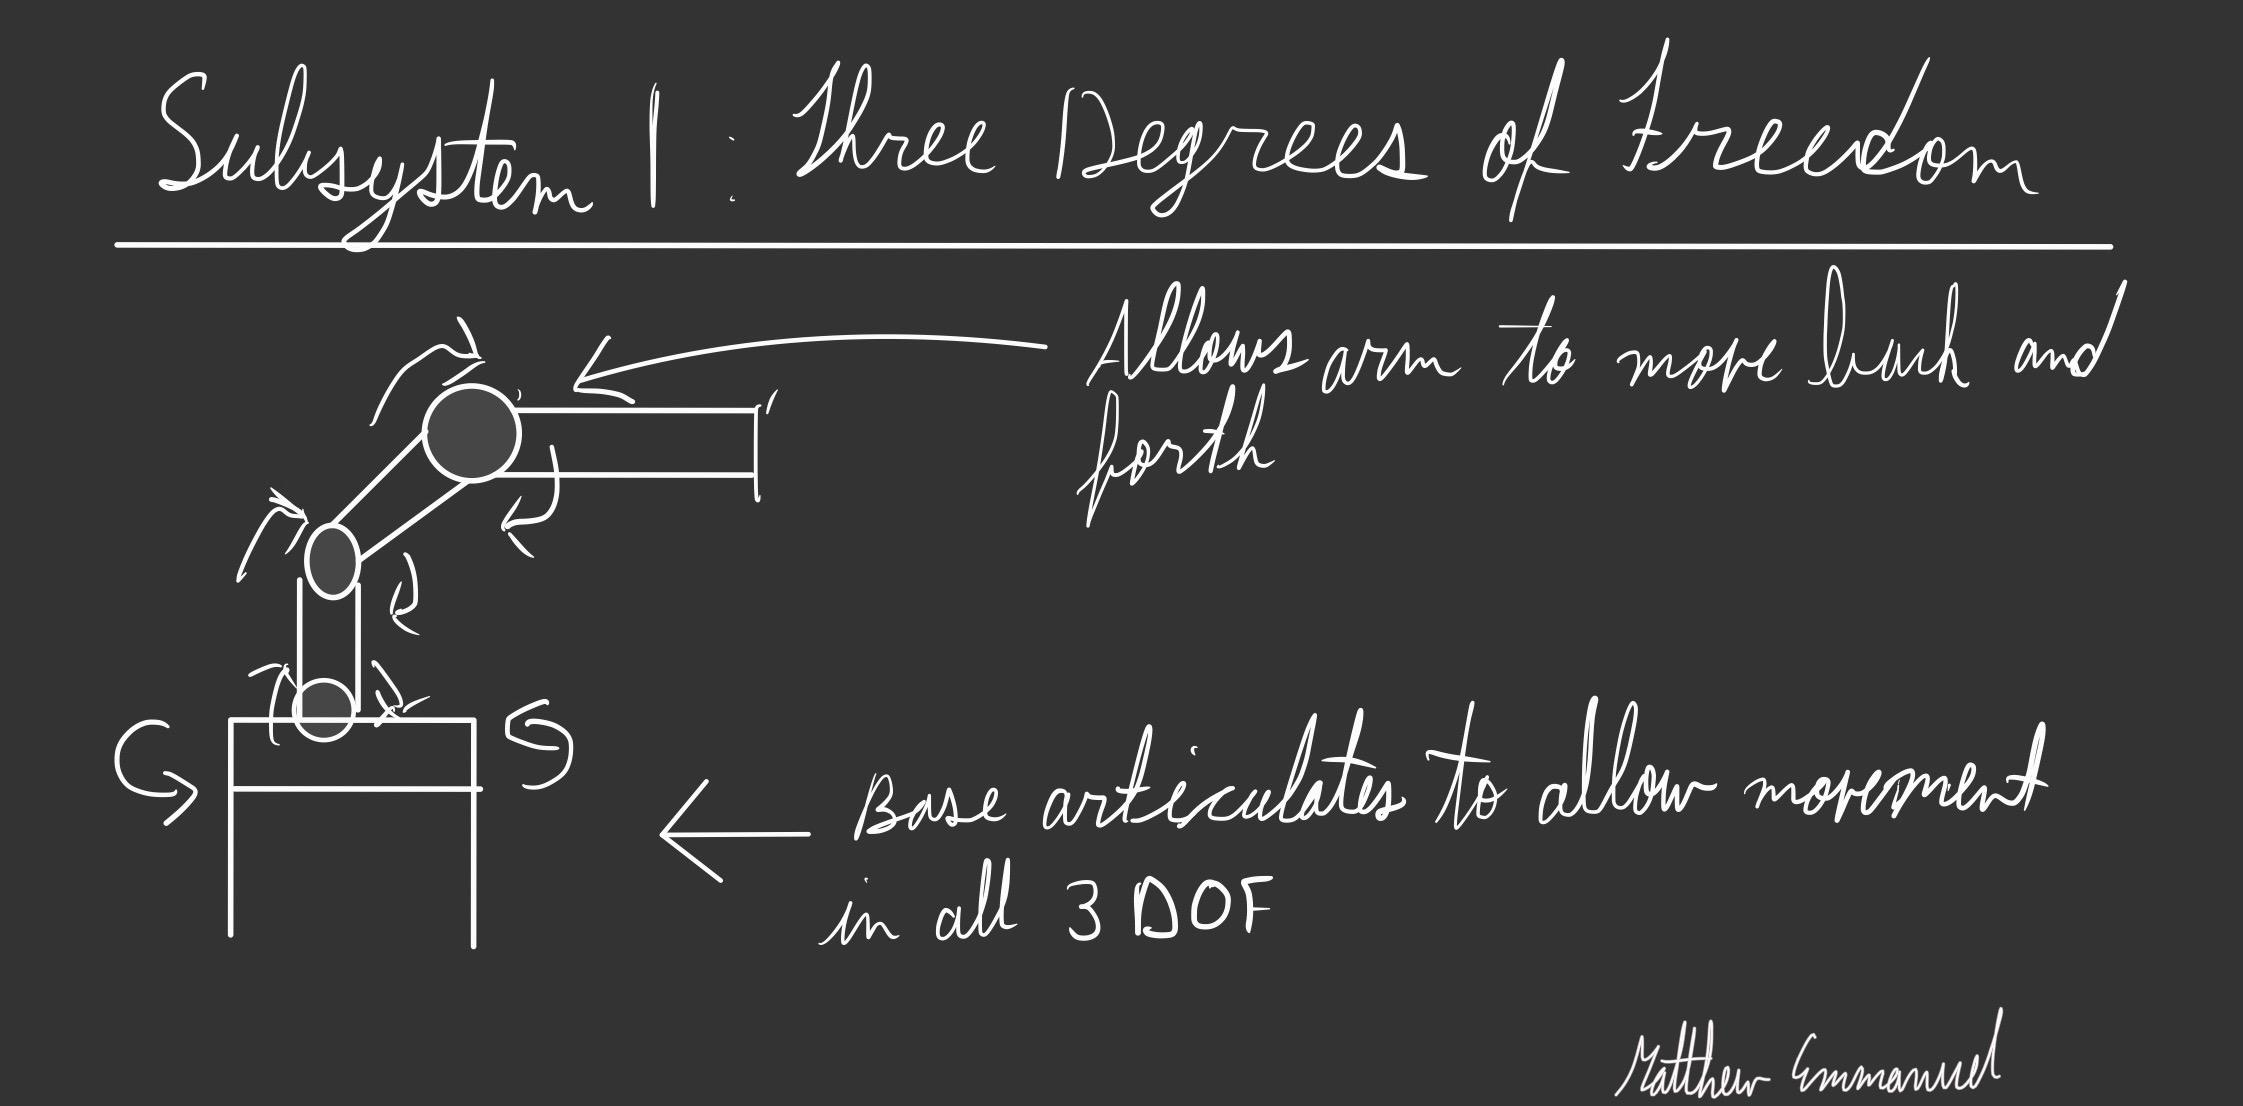 Subsystem 1: Three Degrees of Freedom
Allows arm to move back and
forth
Base articulates to allow movement
in all 3 DOF
Matthew Emmanuel